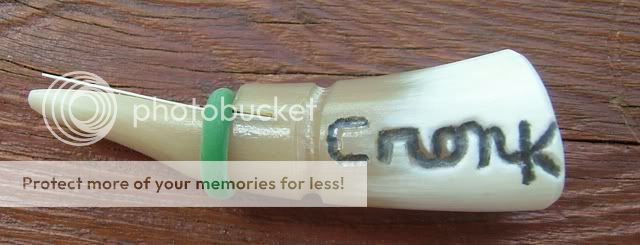 photobucket
Cronk
Protect more of your memories for less!